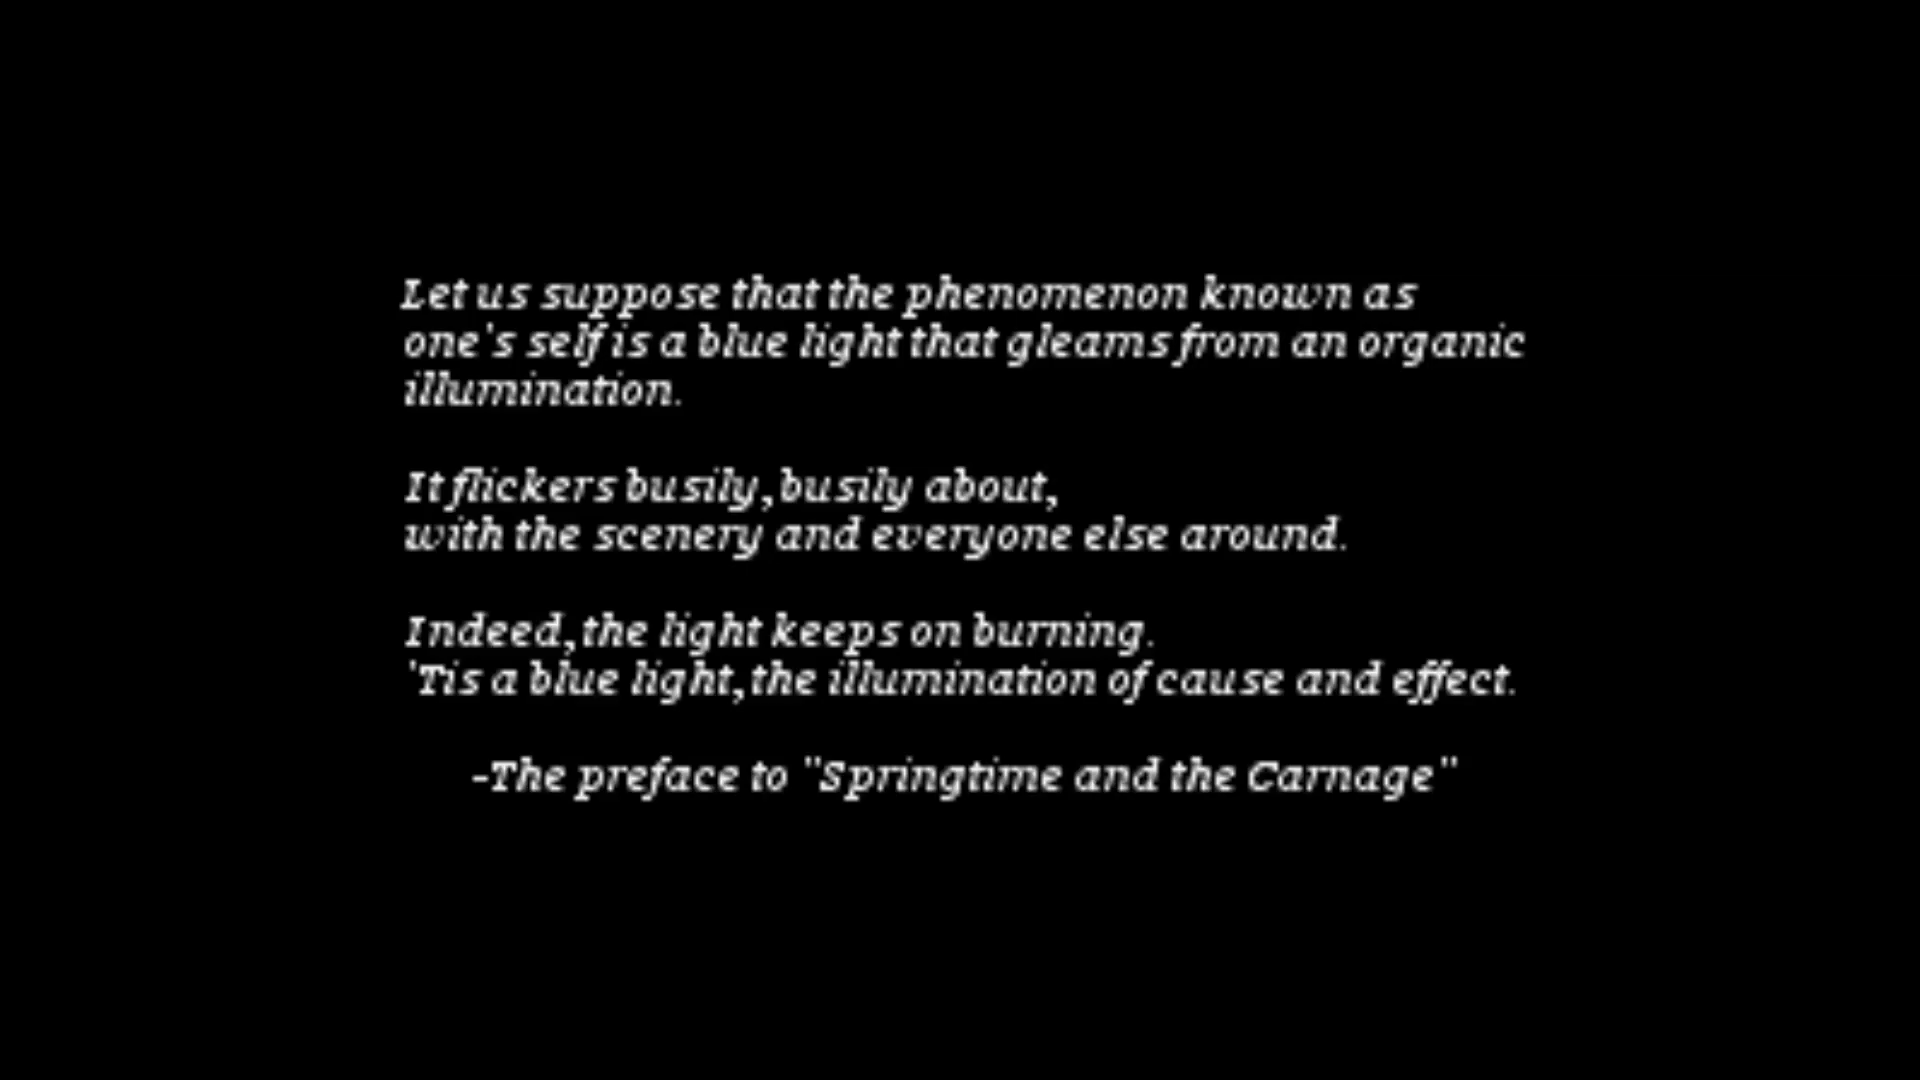 Let us suppose that the phenomenon known as
one's self is a blue light that gleams from an organic
illumination.
It flickers busily, busily about,
with the scenery and everyone else around.
Indeed, the light keeps on burning.
'Tis a blue light, the illumination of cause and effect.
-The preface to "Springtime and the Carnage"